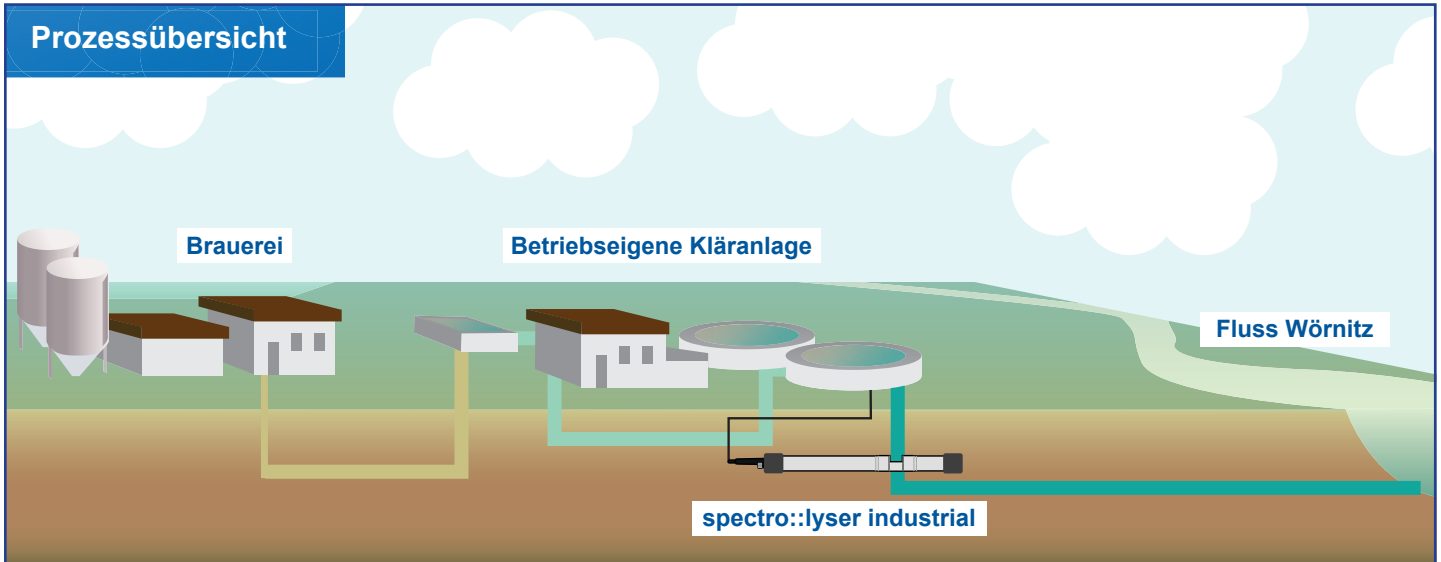 Prozessübersicht
Brauerei
Betriebseigene Kläranlage
Fluss Wörnitz
spectro::lyser industrial